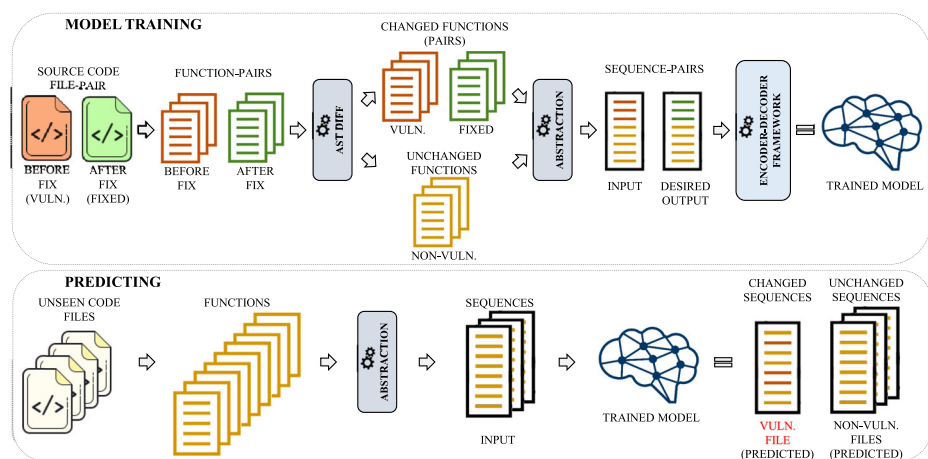 MODEL TRAINING
SOURCE CODE
FILE-PAIR
</>
</>
BEFORE
FIX
(VULN.)
AFTER
FIX
(FIXED)
FUNCTION-PAIRS
BEFORE
FIX
AFTER
FIX
AST DIFF
CHANGED FUNCTIONS
(PAIRS)
VULN.
FIXED
UNCHANGED
FUNCTIONS
NON-VULN.
ABSTRACTION
SEQUENCE-PAIRS
INPUT
DESIRED
OUTPUT
ENCODER-DECODER
FRAMEWORK
TRAINED MODEL
PREDICTING
UNSEEN CODE
FILES
</>
FUNCTIONS
ABSTRACTION
SEQUENCES
INPUT
TRAINED MODEL
CHANGED
SEQUENCES
VULN.
FILE
(PREDICTED)
UNCHANGED
SEQUENCES
NON-VULN.
FILES
(PREDICTED)